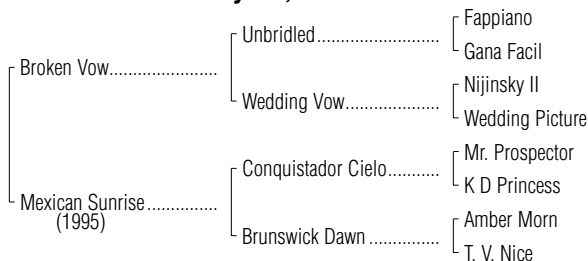 Fappiano
Unbridled
Gana Facil
Broken Vow
Nijinsky II
Wedding Vow
Wedding Picture
Mr. Prospector
Conquistador Cielo
K D Princess
Mexican Sunrise
(1995)
Amber Morn
Brunswick Dawn
T. V. Nice